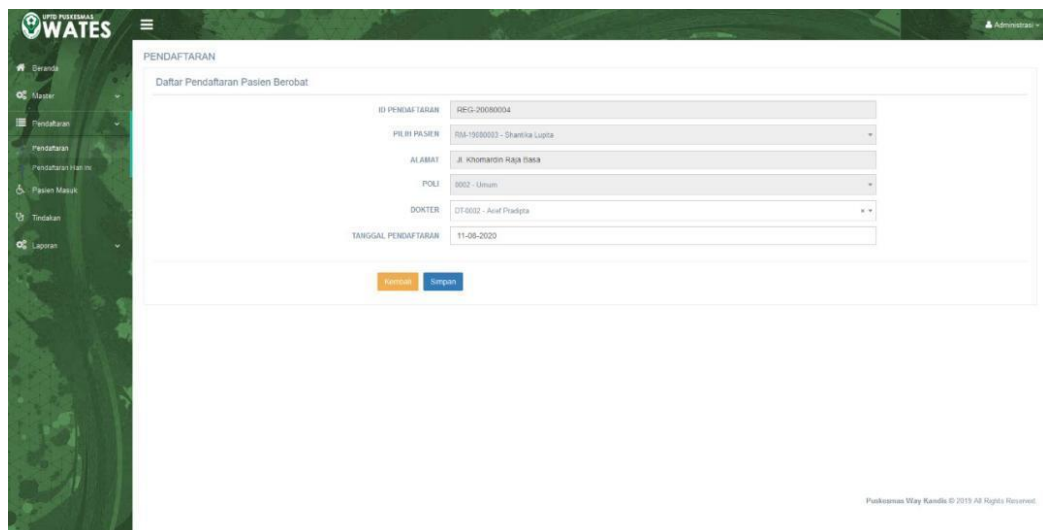 UPTD PUSKESMAS
WATES
Administrasi
Beranda
Master
Pendaftaran
Pendaftaran
Pendaftaran Hari Ini
Pasien Masuk
Tindakan
Laporan
PENDAFTARAN
Daftar Pendaftaran Pasien Berobat
ID PENDAFTARAN REG-20080004
PILIH PASIEN RM-19080003 - Shantika Lupita
ALAMAT Jl. Khomardin Raja Basa
POLI 0002 - Umum
DOKTER DT-0002 - Pradipta
TANGGAL PENDAFTARAN 11-08-2020
Kembali Simpan
Puskesmas Way Kandis © 2019 All Rights Reserved.